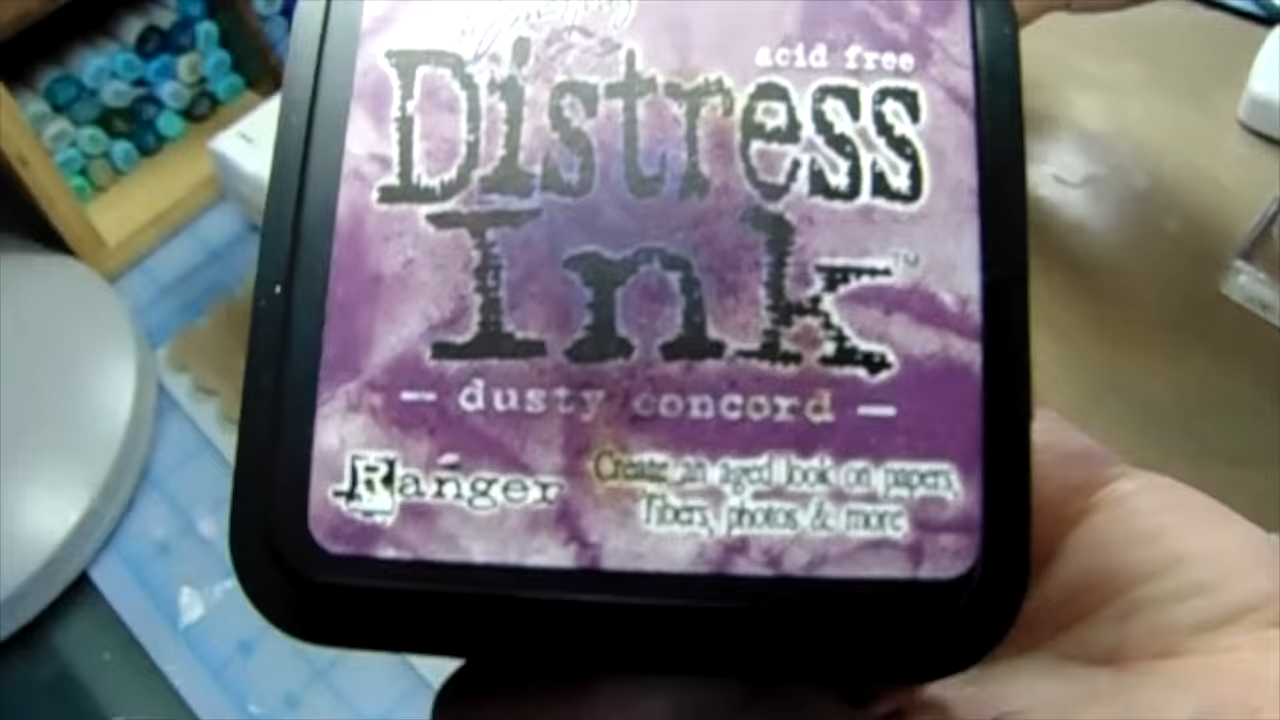 acid free
Distress
Ink™
— dusty concord —
Ranger
Create an aged look on papers,
Fibers, photos & more